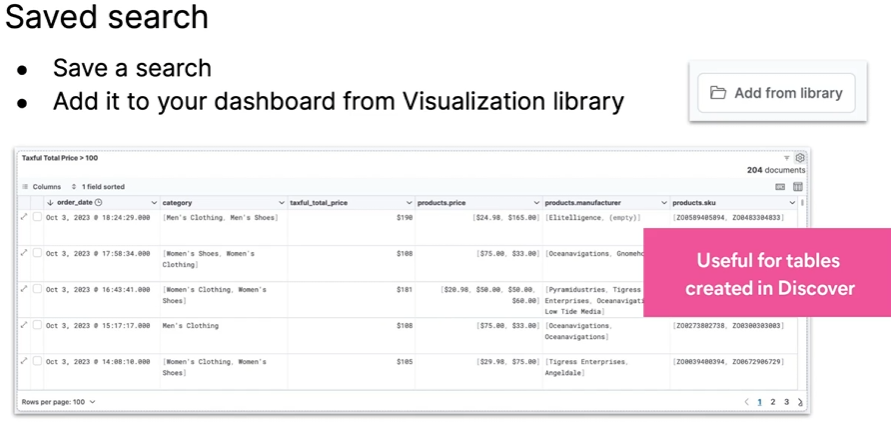 Saved search
• Save a search
• Add it to your dashboard from Visualization library
Add from library
Taxful Total Price > 100
204 documents
Columns 1 field sorted
order_date category taxful_total_price products.price products.manufacturer products.sku
Oct 3, 2023 @ 18:24:29.000 [Men's Clothing, Men's Shoes] $190 [$24.98, $165.00] [Elitelligence, (empty)] [ZO0589405894, ZO0483304833]
Oct 3, 2023 @ 17:58:34.000 [Women's Shoes, Women's $108 [$75.00, $33.00] [Oceanavigations,
Clothing]
Oct 3, 2023 @ 16:43:41.000 [Women's Clothing, Women's $181 [$20.98, $50.00, $50.00, [Pyramidustries, Tigress
Shoes] $60.00] Enterprises,
Low Tide Media]
Oct 3, 2023 @ 15:17:17.000 Men's Clothing $108 [$75.00, $33.00] [Oceanavigations, [ZO0273802738, ZO0300303003]
Oceanavigations]
Oct 3, 2023 @ 14:08:10.000 [Women's Clothing, Women's $105 [$29.98, $75.00] [Tigress Enterprises, [ZO0039400394, ZO0672906729]
Shoes] Angeldale]
Useful for tables
created in Discover
Rows per page: 100
1 2 3